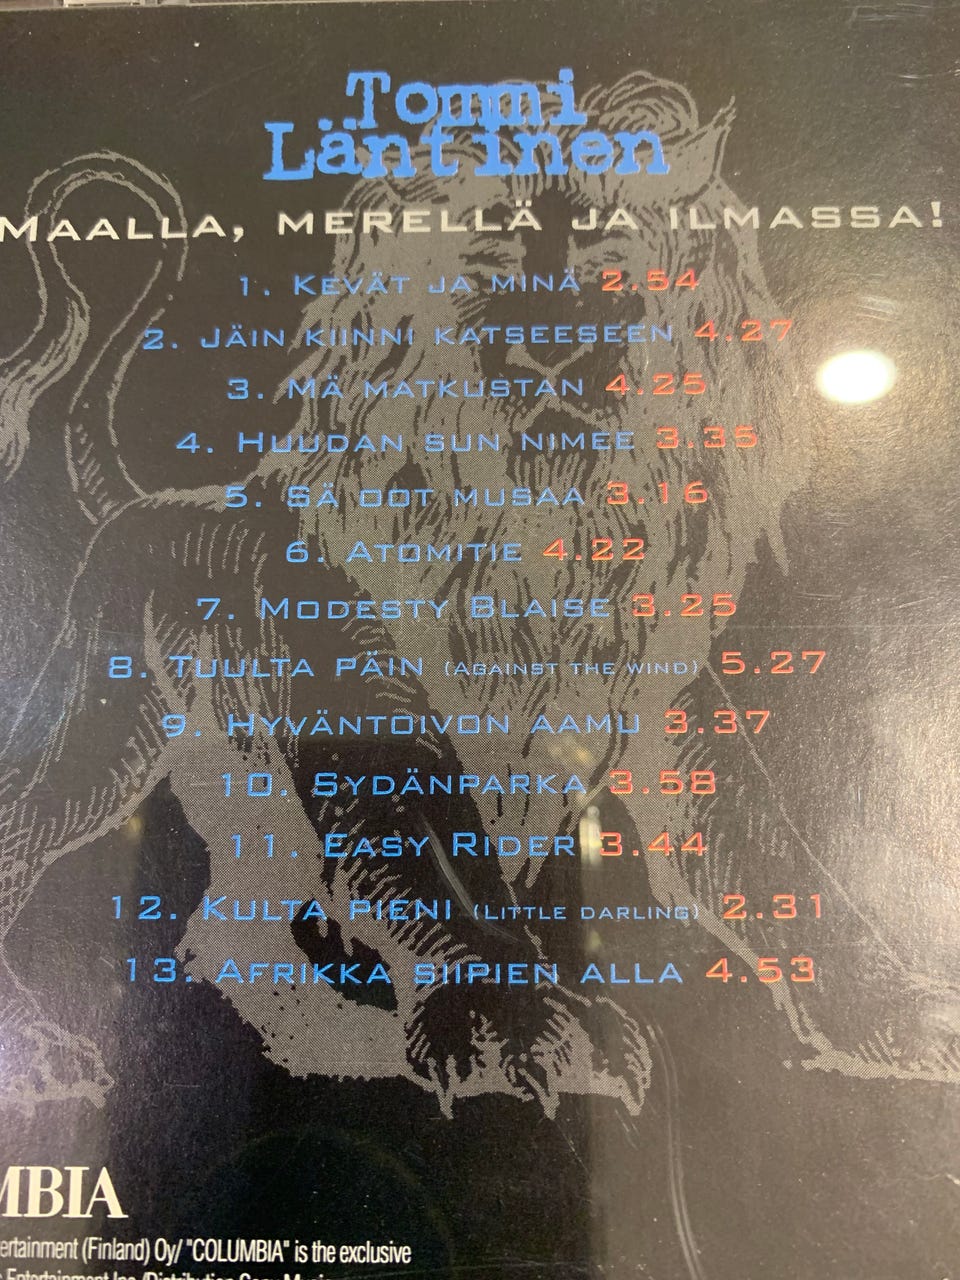 Tommi
Läntinen
MAALLA, MERELLÄ JA ILMASSA!
1. KEVÄT JA MINÄ 2.54
2. JÄIN KIINNI KATSEESEEN 4.27
3. MÄ MATKUSTAN 4.25
4. HUUDAN SUN NIMEE 3.35
5. SÄ OOT MUSAA 3.16
6. ATOMITIE 4.22
7. MODESTY BLAISE 3.25
8. TUULTA PÄIN (AGAINST THE WIND) 5.27
9. HYVÄNTOIVON AAMU 3.37
10. SYDÄNPARKA 3.58
11. EASY RIDER 3.44
12. KULTA PIENI (LITTLE DARLING) 2.31
13. AFRIKKA SIIPIEN ALLA 4.53
MBIA
ertainment (Finland) Oy/ "COLUMBIA" is the exclusive